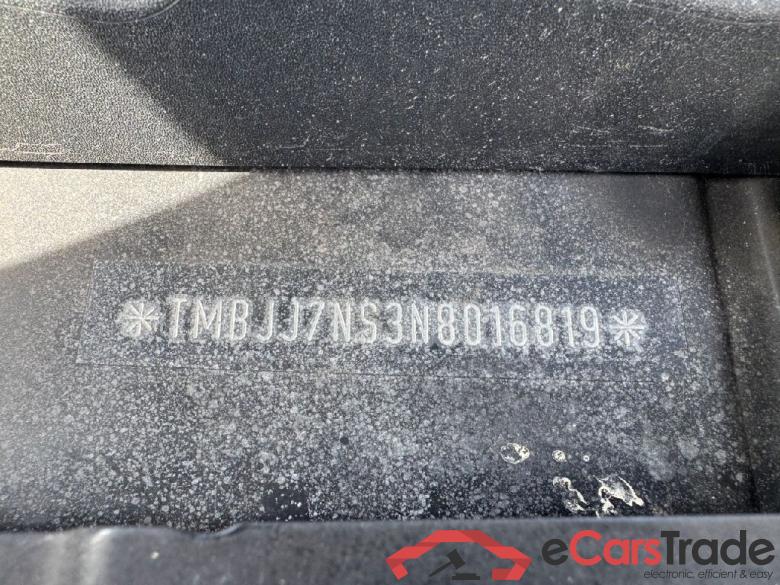 ✳TMBJJ7NS3N8016819✳
eCarsTrade
electronic, efficient & easy